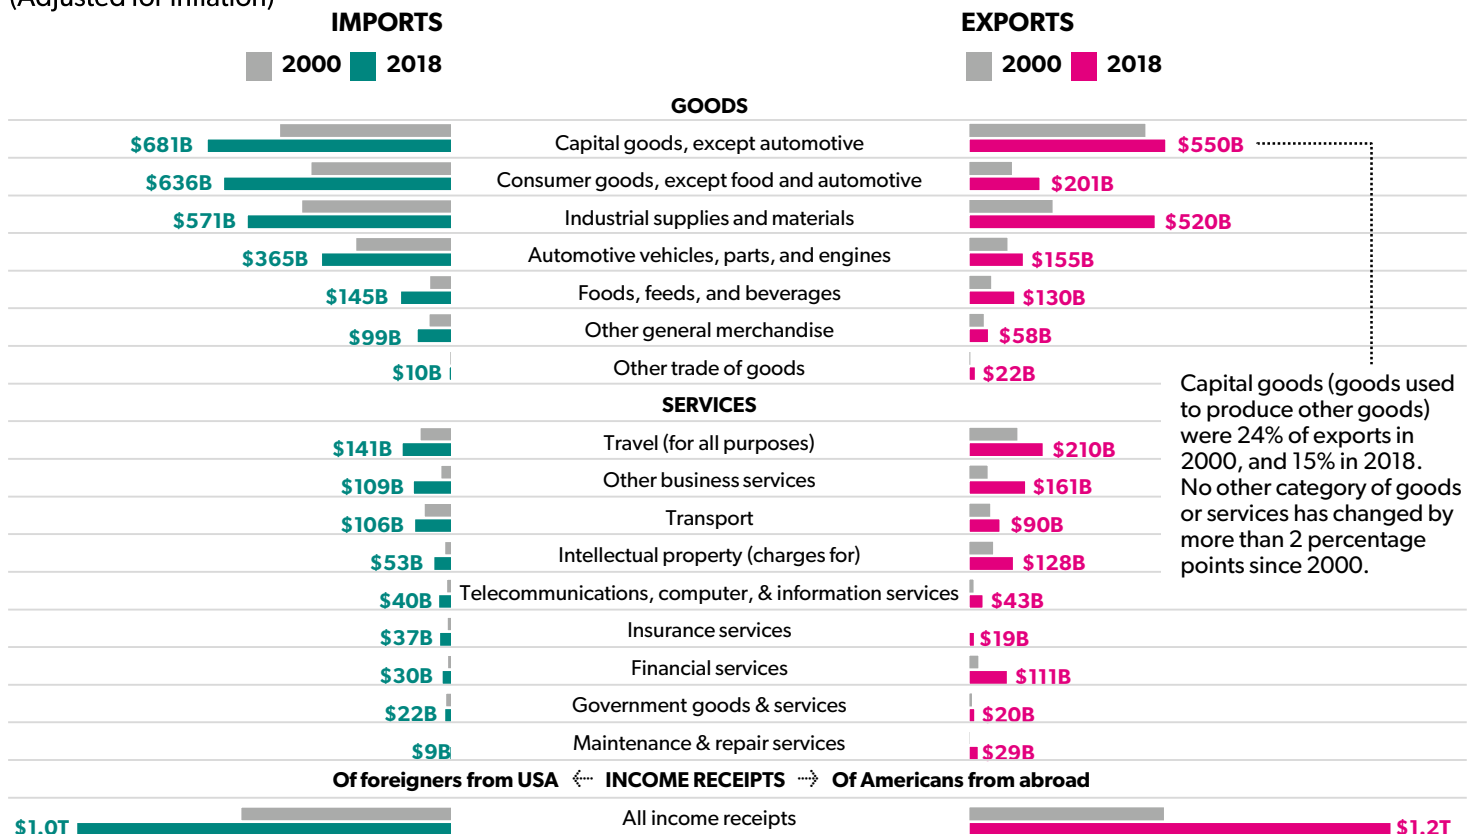 (Adjusted for Inflation)
IMPORTS
EXPORTS
2000 2018
2000 2018
GOODS
$681B Capital goods, except automotive $550B
$636B Consumer goods, except food and automotive $201B
$571B Industrial supplies and materials $520B
$365B Automotive vehicles, parts, and engines $155B
$145B Foods, feeds, and beverages $130B
$99B Other general merchandise $58B
$10B Other trade of goods $22B
Capital goods (goods used
to produce other goods)
were 24% of exports in
2000, and 15% in 2018.
No other category of goods
or services has changed by
more than 2 percentage
points since 2000.
SERVICES
$141B Travel (for all purposes) $210B
$109B Other business services $161B
$106B Transport $90B
$53B Intellectual property (charges for) $128B
$40B Telecommunications, computer, & information services $43B
$37B Insurance services $19B
$30B Financial services $111B
$22B Government goods & services $20B
$9B Maintenance & repair services $29B
Of foreigners from USA INCOME RECEIPTS Of Americans from abroad
$1.0T All income receipts $1.2T